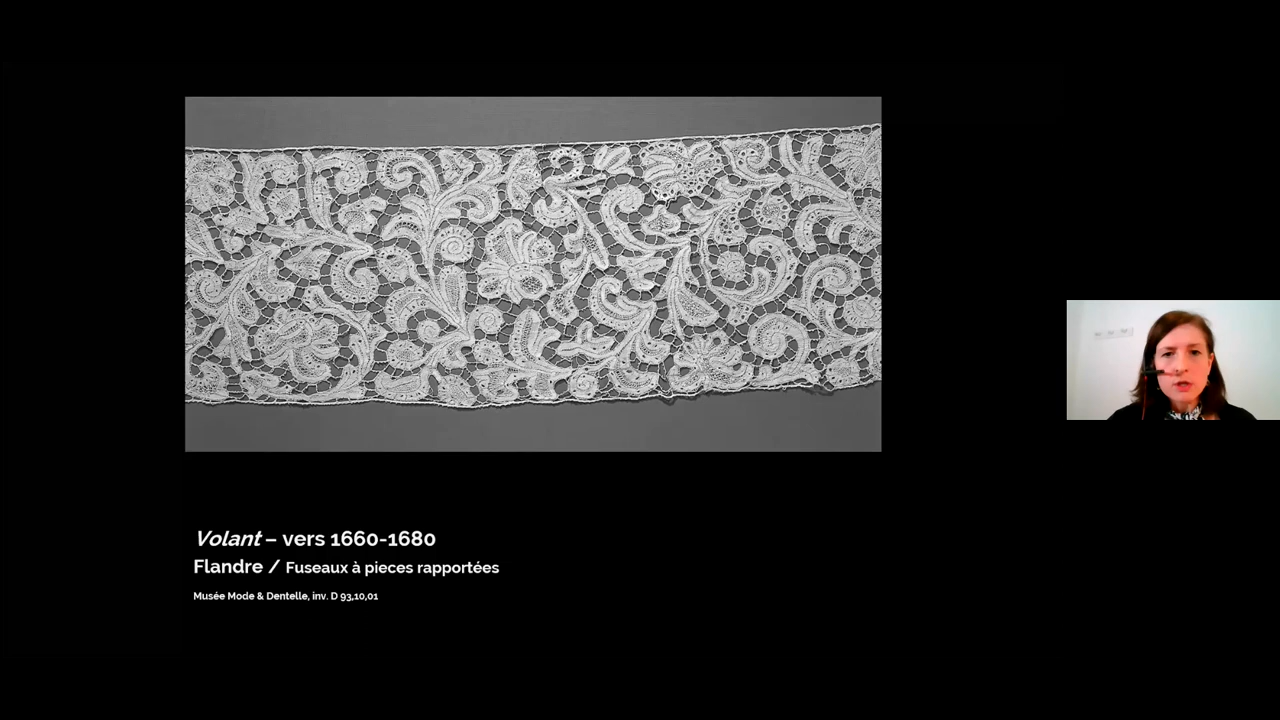 Volant – vers 1660-1680
Flandre / Fuseaux à pieces rapportées
Musée Mode & Dentelle, inv. D 93,10,01